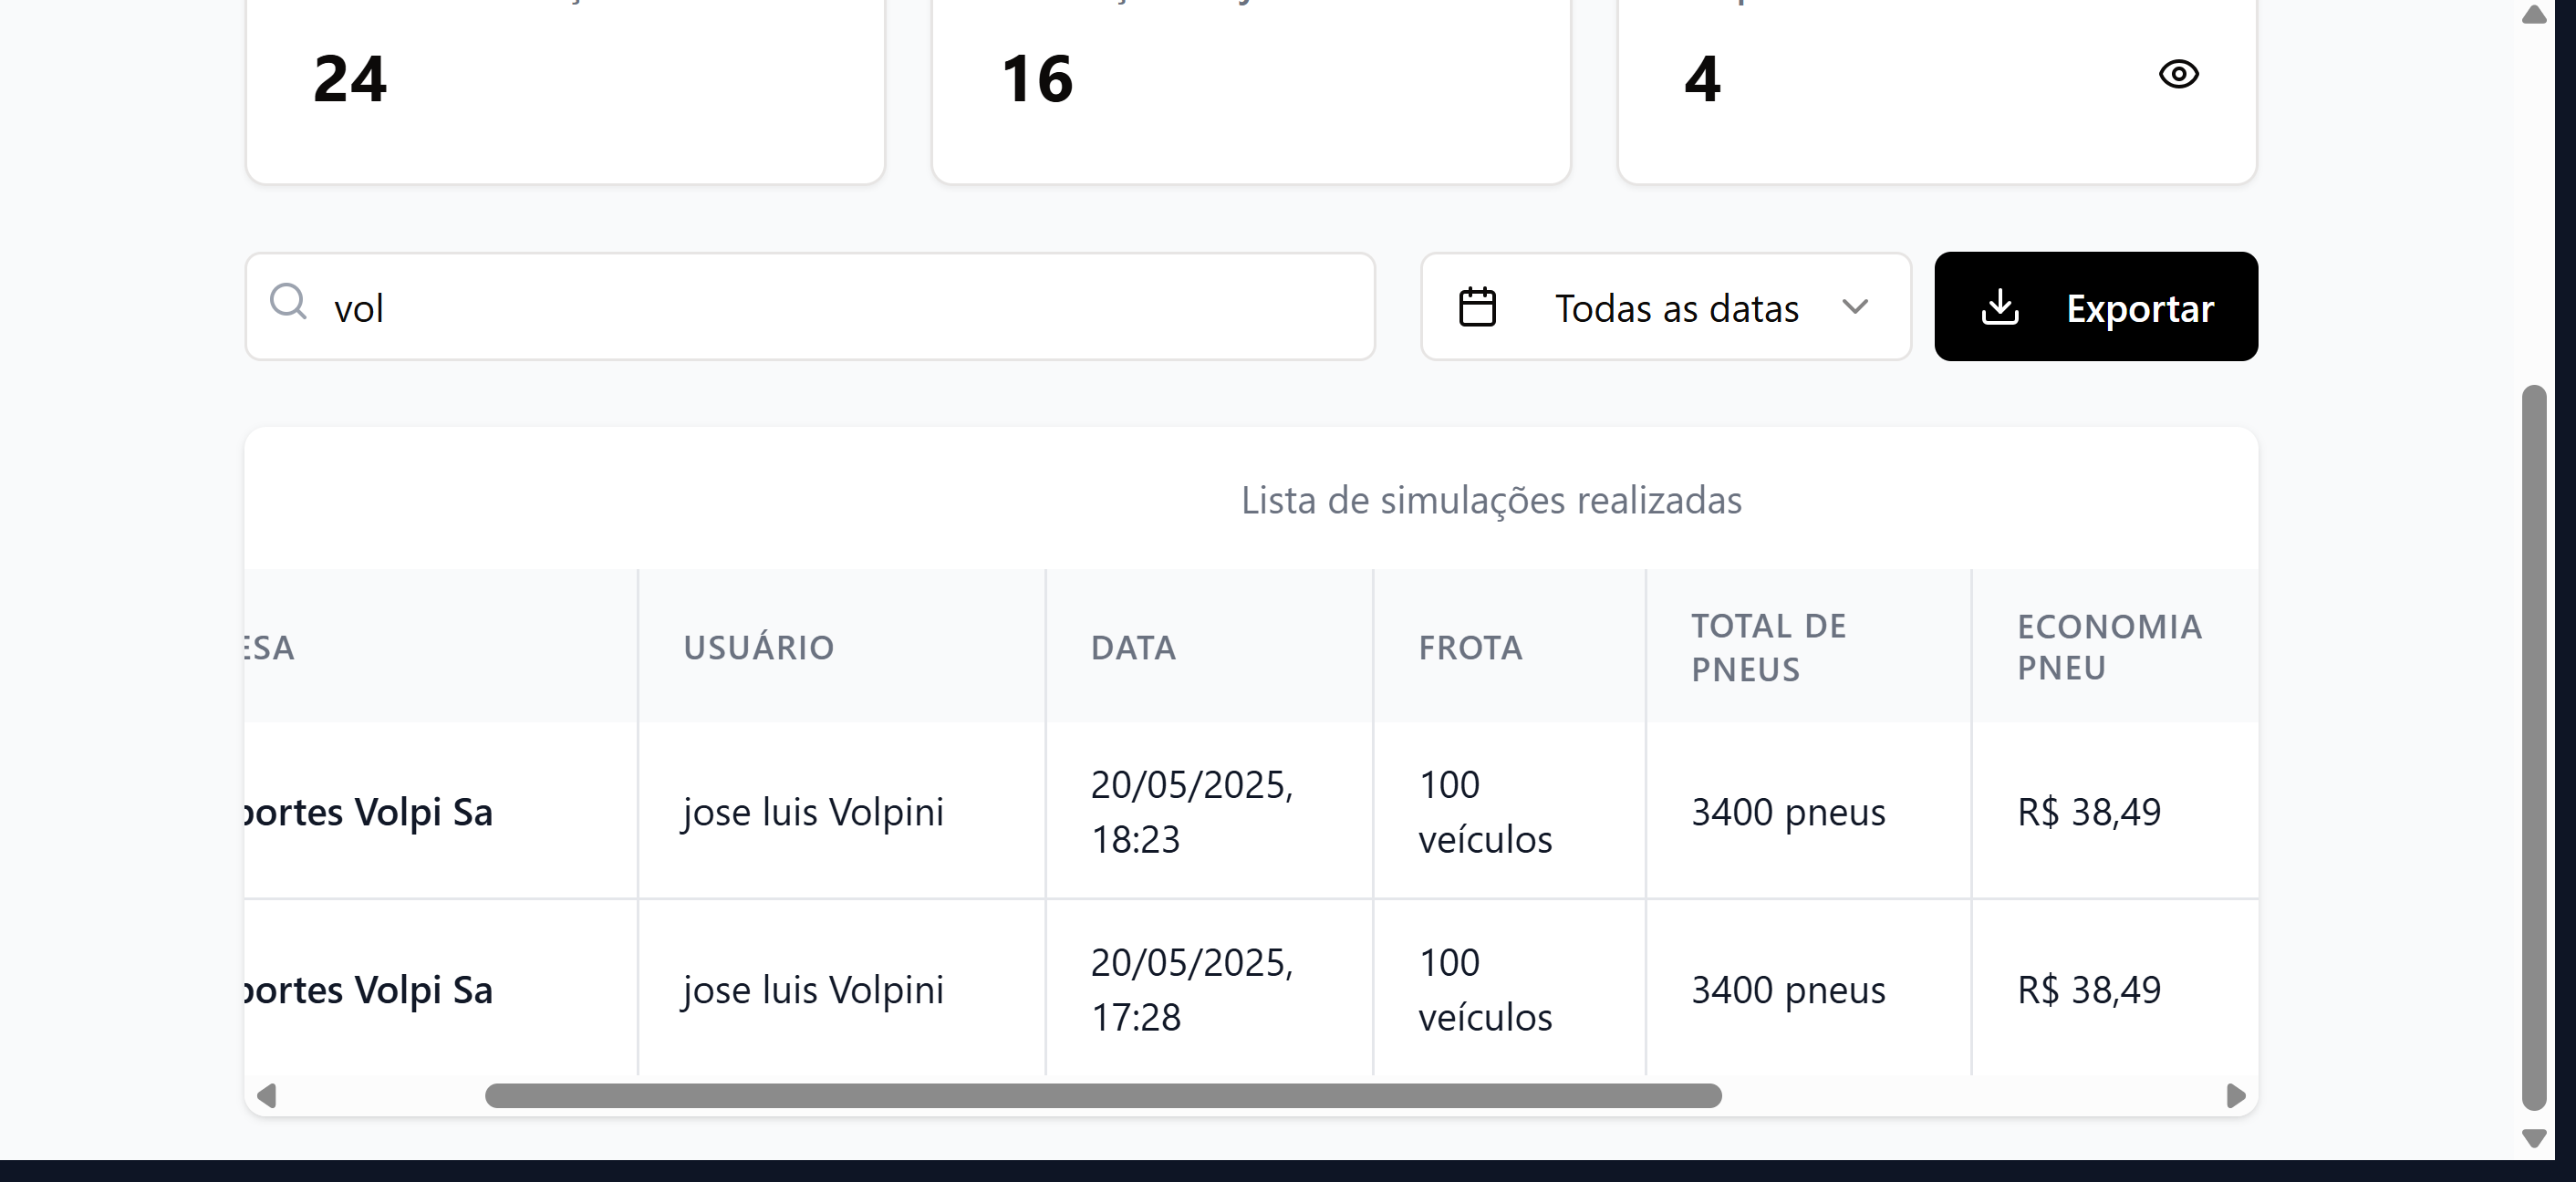 24
16
4
vol
Todas as datas
Exportar
Lista de simulações realizadas
ESA
USUÁRIO
DATA
FROTA
TOTAL DE
PNEUS
ECONOMIA
PNEU
portes Volpi Sa
jose luis Volpini
20/05/2025,
18:23
100
veículos
3400 pneus
R$ 38,49
portes Volpi Sa
jose luis Volpini
20/05/2025,
17:28
100
veículos
3400 pneus
R$ 38,49